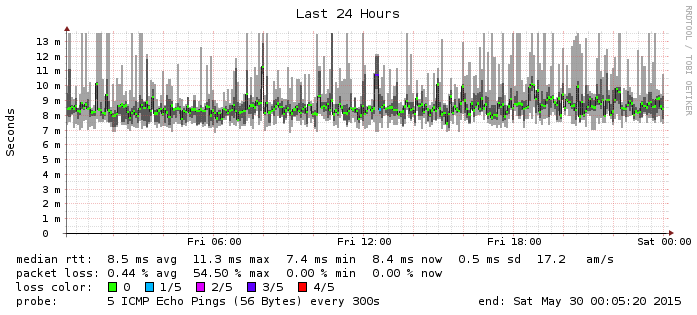 Last 24 Hours
RRDTOOL / TOBI OETIKER
Seconds
13 m
12 m
11 m
10 m
9 m
8 m
7 m
6 m
5 m
4 m
3 m
2 m
1 m
0
Fri 06:00 Fri 12:00 Fri 18:00 Sat 00:00
median rtt: 8.5 ms avg 11.3 ms max 7.4 ms min 8.4 ms now 0.5 ms sd 17.2 am/s
packet loss: 0.44 % avg 54.50 % max 0.00 % min 0.00 % now
loss color: 0 1/5 2/5 3/5 4/5
probe: 5 ICMP Echo Pings (56 Bytes) every 300s end: Sat May 30 00:05:20 2015